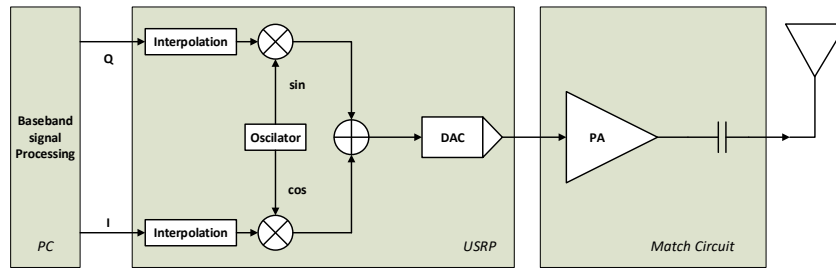 Interpolation
Q
sin
Baseband
signal
Processing
Oscilator
DAC
PA
cos
I
Interpolation
PC
USRP
Match Circuit